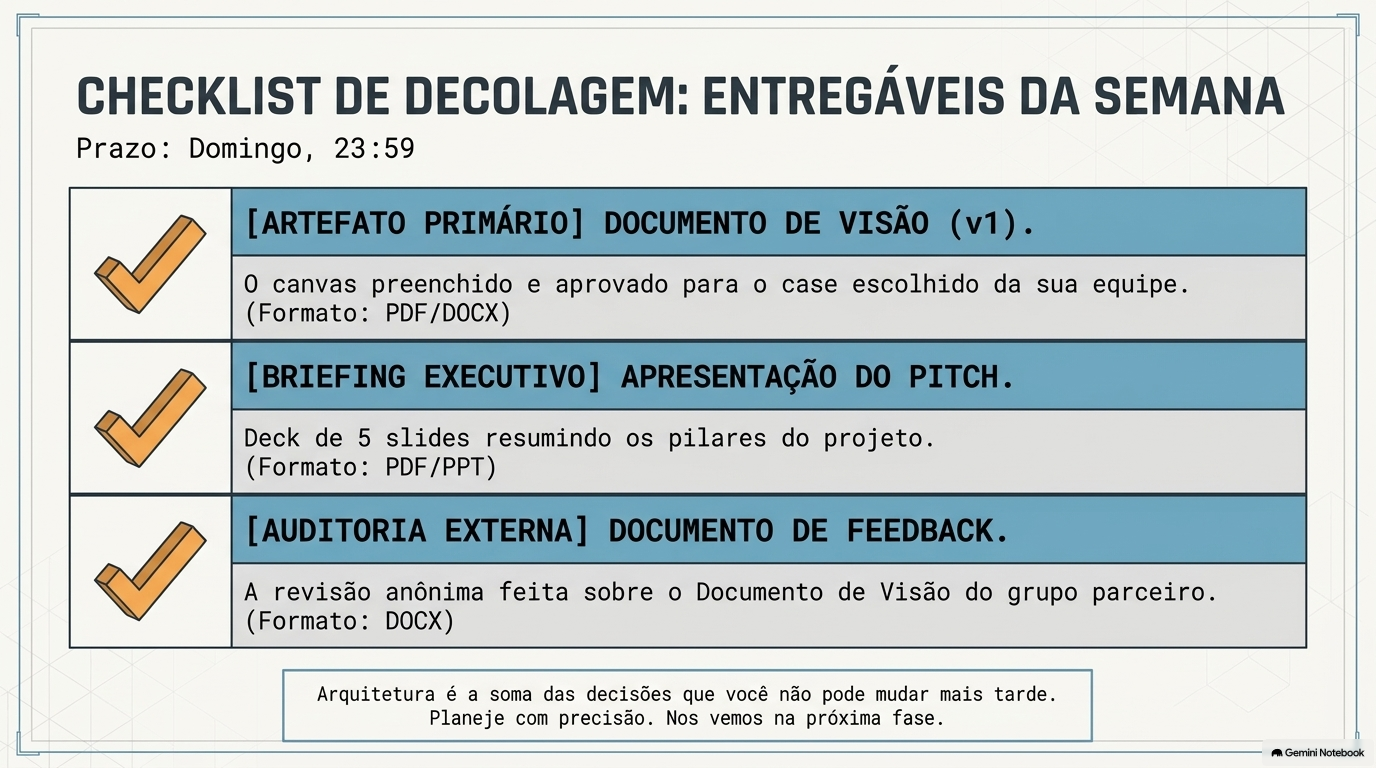 CHECKLIST DE DECOLAGEM: ENTREGÁVEIS DA SEMANA
Prazo: Domingo, 23:59
[ARTEFATO PRIMÁRIO] DOCUMENTO DE VISÃO (v1).
O canvas preenchido e aprovado para o case escolhido da sua equipe.
(Formato: PDF/DOCX)
[BRIEFING EXECUTIVO] APRESENTAÇÃO DO PITCH.
Deck de 5 slides resumindo os pilares do projeto.
(Formato: PDF/PPT)
[AUDITORIA EXTERNA] DOCUMENTO DE FEEDBACK.
A revisão anônima feita sobre o Documento de Visão do grupo parceiro.
(Formato: DOCX)
Arquitetura é a soma das decisões que você não pode mudar mais tarde.
Planeje com precisão. Nos vemos na próxima fase.
Gemini Notebook